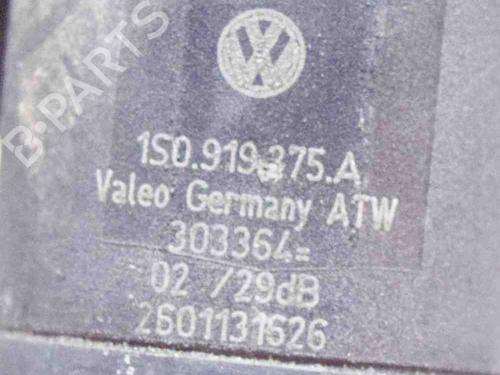 B-PARTS
1S0.919.275.A
Valeo Germany ATW
303364=
02 /29dB
2601131626